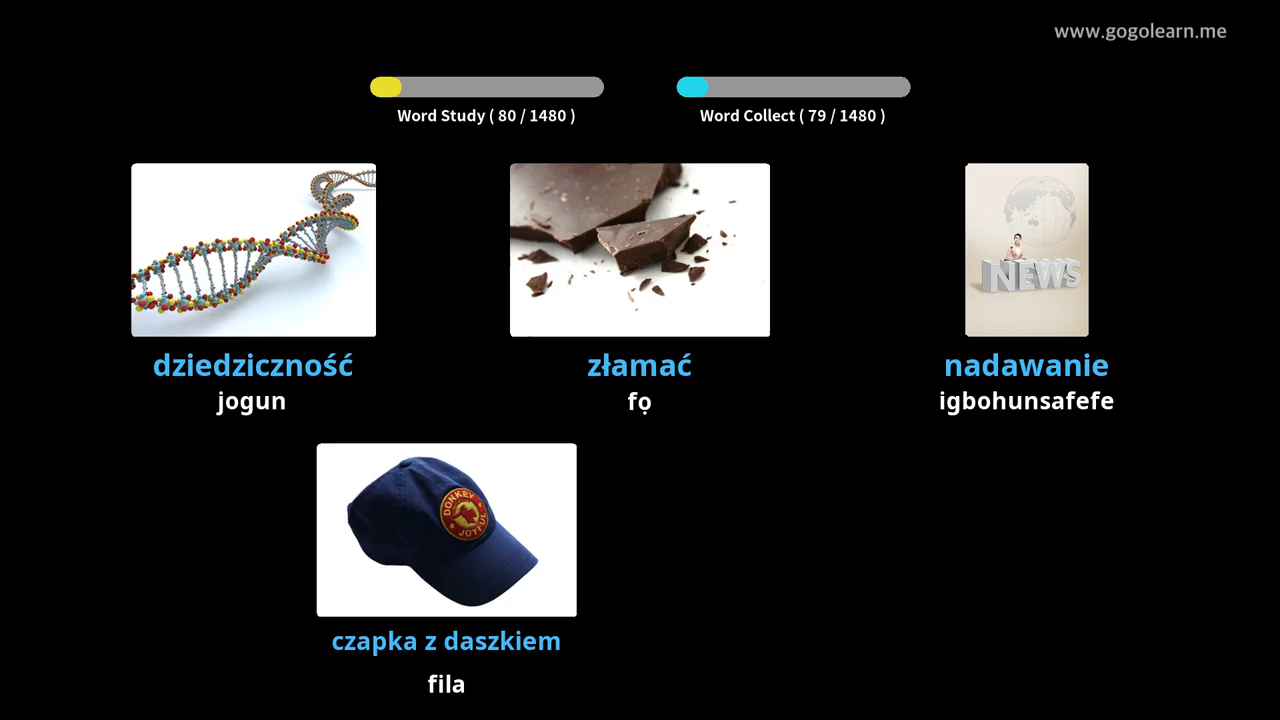 www.gogolearn.me
Word Study ( 80 / 1480 )
Word Collect ( 79 / 1480 )
NEWS
dziedziczność
złamać
nadawanie
jogun
fọ
igbohunsafefe
DONKEY
JOYFUL
czapka z daszkiem
fila